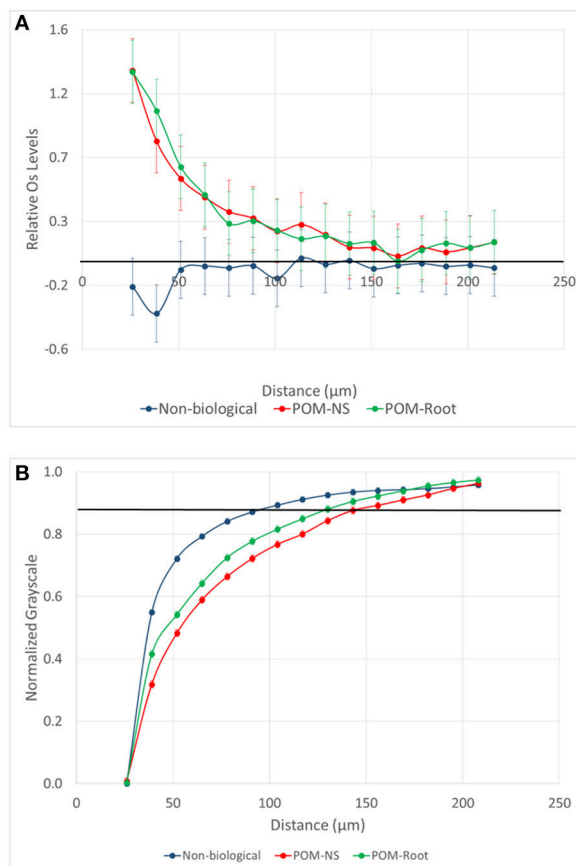 A
1.6
1.2
0.7
0.3
-0.2
-0.6
Relative Os Levels
0 50 100 150 200 250
Distance (µm)
Non-biological POM-NS POM-Root
B
1.0
0.8
0.6
0.4
0.2
0.0
Normalized Grayscale
0 50 100 150 200 250
Distance (µm)
Non-biological POM-NS POM-Root